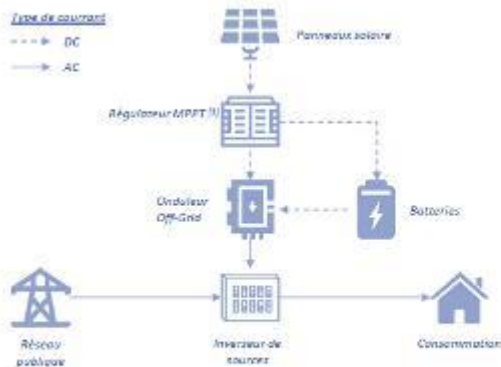 Type de courant
DC
AC
Panneaux solaire
Régulateur MPPT [1]
Onduleur
Off-Grid
Batteries
Réseau
publique
Inverseur de
sources
Consommation